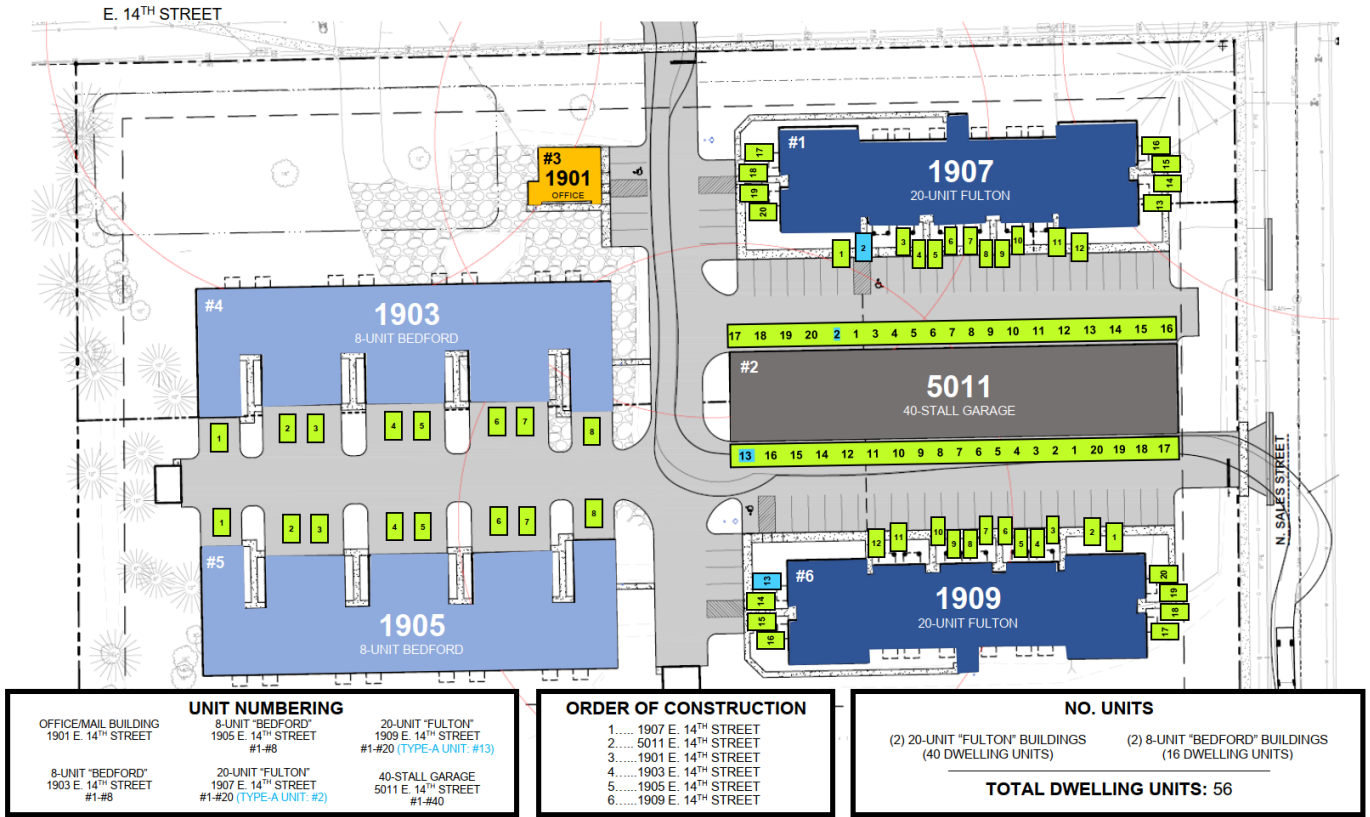 E. 14TH STREET
#3
1901
OFFICE
#1
1907
20-UNIT FULTON
17
18
19
20
16
15
14
13
1 2 3 4 5 6 7 8 9 10 11 12
#4
1903
8-UNIT BEDFORD
17 18 19 20 2 1 3 4 5 6 7 8 9 10 11 12 13 14 15 16
#2
5011
40-STALL GARAGE
1 2 3 4 5 6 7 8
13 16 15 14 12 11 10 9 8 7 6 5 4 3 2 1 20 19 18 17
N. SALES STREET
1 2 3 4 5 6 7 8
12 11 10 9 8 7 6 5 4 3 2 1
#5
1905
8-UNIT BEDFORD
13
14
15
16
#6
1909
20-UNIT FULTON
20
19
18
17
UNIT NUMBERING
OFFICE/MAIL BUILDING
1901 E. 14TH STREET
8-UNIT "BEDFORD"
1905 E. 14TH STREET
#1-#8
20-UNIT "FULTON"
1909 E. 14TH STREET
#1-#20 (TYPE-A UNIT: #13)
8-UNIT "BEDFORD"
1903 E. 14TH STREET
#1-#8
20-UNIT "FULTON"
1907 E. 14TH STREET
#1-#20 (TYPE-A UNIT: #2)
40-STALL GARAGE
5011 E. 14TH STREET
#1-#40
ORDER OF CONSTRUCTION
1..... 1907 E. 14TH STREET
2..... 5011 E. 14TH STREET
3......1901 E. 14TH STREET
4......1903 E. 14TH STREET
5......1905 E. 14TH STREET
6......1909 E. 14TH STREET
NO. UNITS
(2) 20-UNIT "FULTON" BUILDINGS
(40 DWELLING UNITS)
(2) 8-UNIT "BEDFORD" BUILDINGS
(16 DWELLING UNITS)
TOTAL DWELLING UNITS: 56